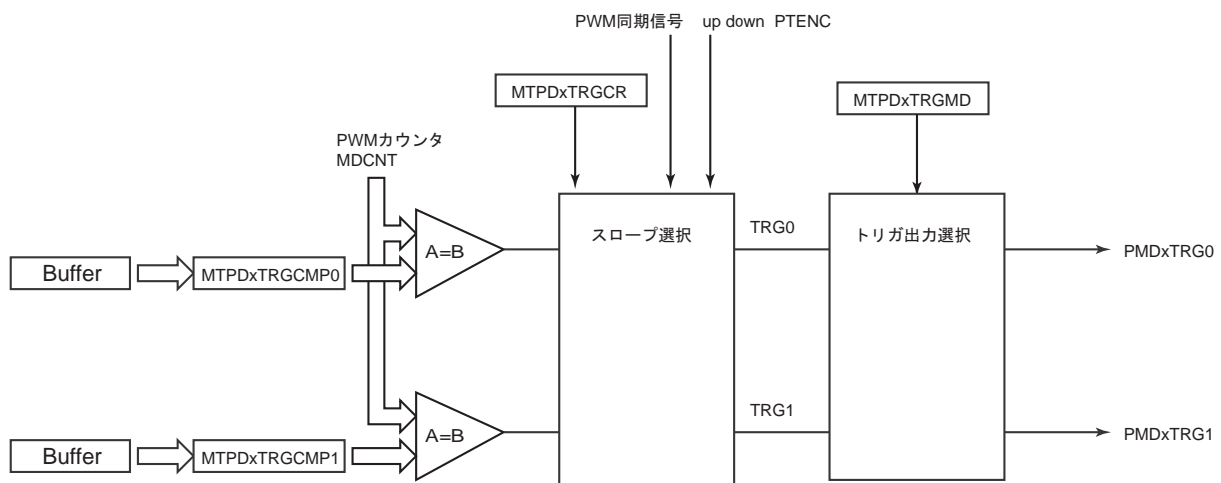 PWM同期信号 up down PTENC
MTPDxTRGCR
MTPDxTRGMD
PWMカウンタ
MDCNT
スロープ選択
TRG0
トリガ出力選択
A=B
PMDxTRG0
Buffer
MTPDxTRGCMP0
TRG1
A=B
PMDxTRG1
Buffer
MTPDxTRGCMP1